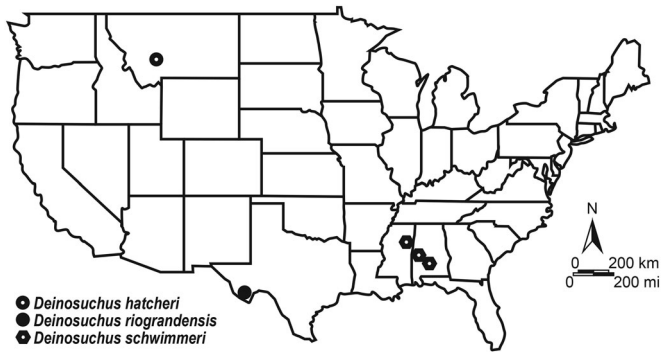 N
0 200 km
0 200 mi
Deinosuchus hatcheri
Deinosuchus riograndensis
Deinosuchus schwimmeri